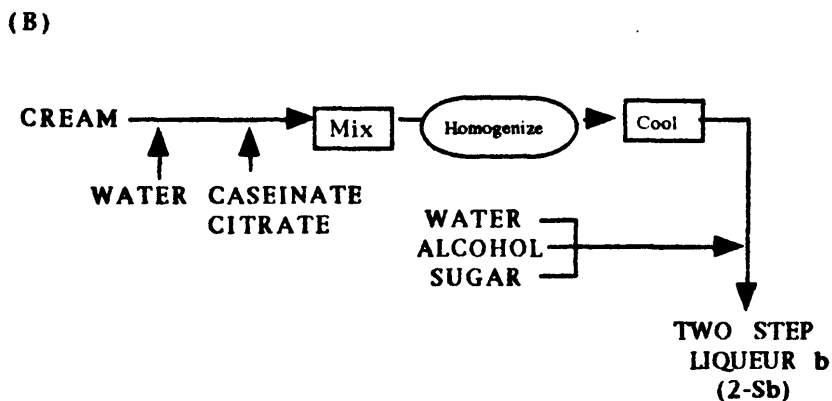 (B)
CREAM
Mix
Homogenize
Cool
WATER CASEINATE
CITRATE
WATER
ALCOHOL
SUGAR
TWO STEP
LIQUEUR b
(2-Sb)